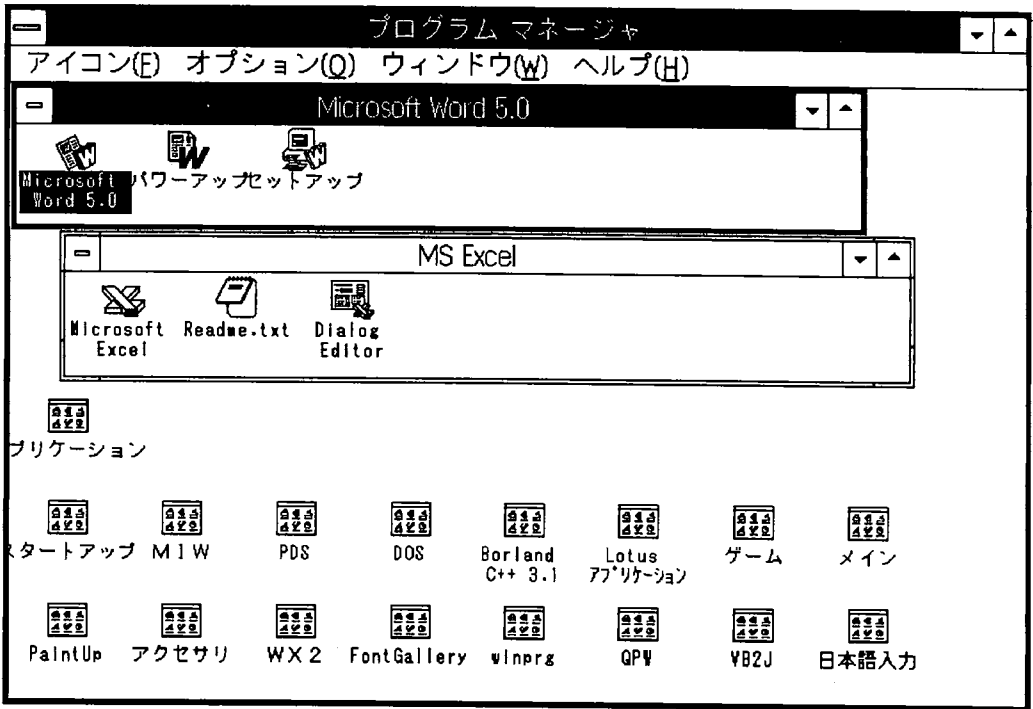 プログラム マネージャ
アイコン(F) オプション(O) ウィンドウ(W) ヘルプ(H)
Microsoft Word 5.0
Microsoft Word 5.0
パワーアップ
セットアップ
MS Excel
Microsoft Excel
Readme.txt
Dialog Editor
プリケーション
スタートアップ
MIW
PDS
DOS
Borland C++ 3.1
Lotus アプリケーション
ゲーム
メイン
PaintUp
アクセサリ
WX2
FontGallery
winprg
QPW
VB2J
日本語入力